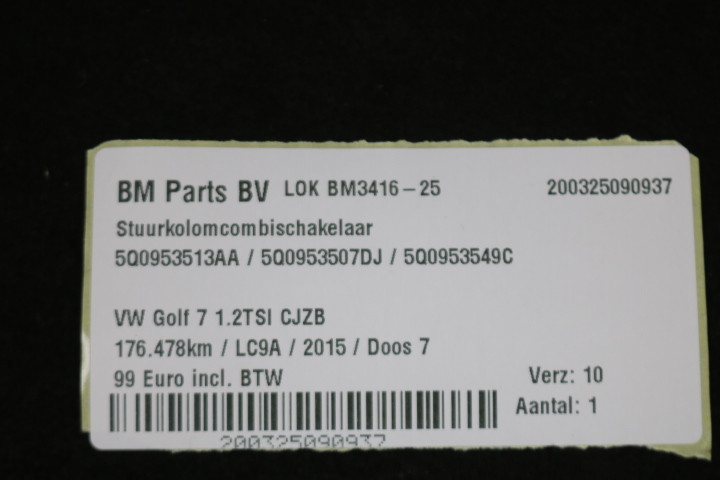 BM Parts BV LOK BM3416-25 200325090937
Stuurkolomcombischakelaar
5Q0953513AA / 5Q0953507DJ / 5Q0953549C
VW Golf 7 1.2TSI CJZB
176.478km / LC9A / 2015 / Doos 7
99 Euro incl. BTW Verz: 10
Aantal: 1
200325090937